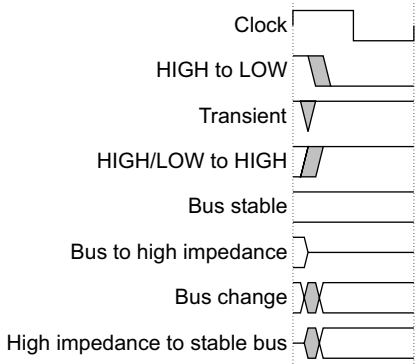 Clock
HIGH to LOW
Transient
HIGH/LOW to HIGH
Bus stable
Bus to high impedance
Bus change
High impedance to stable bus